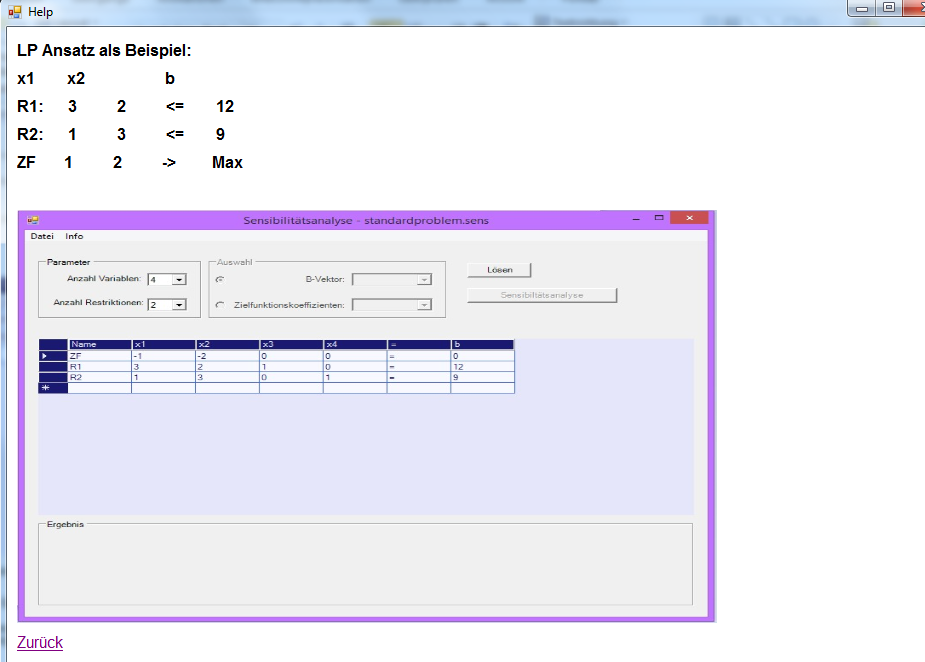 Help
LP Ansatz als Beispiel:
x1 x2 b
R1: 3 2 <= 12
R2: 1 3 <= 9
ZF 1 2 -> Max
Sensibilitätsanalyse - standardproblem.sens
Datei Info
Parameter
Anzahl Variablen: 4
Anzahl Restriktionen: 2
Auswahl
B-Vektor:
Zielfunktionskoeffizienten:
Lösen
Sensibiltätsanalyse
Name x1 x2 x3 x4 = b
ZF -1 -2 0 0 = 0
R1 3 2 1 0 = 12
R2 1 3 0 1 = 9
Ergebnis
Zurück